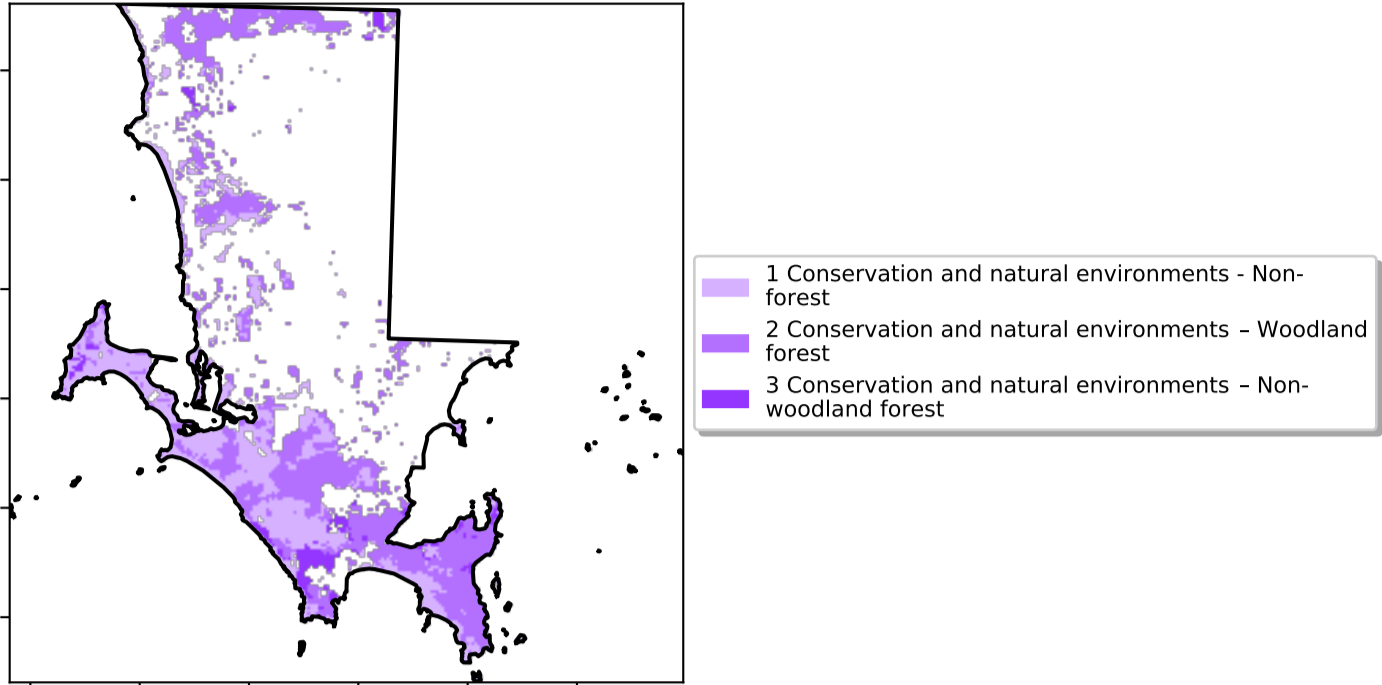 1 Conservation and natural environments - Non-
forest
2 Conservation and natural environments – Woodland
forest
3 Conservation and natural environments – Non-
woodland forest